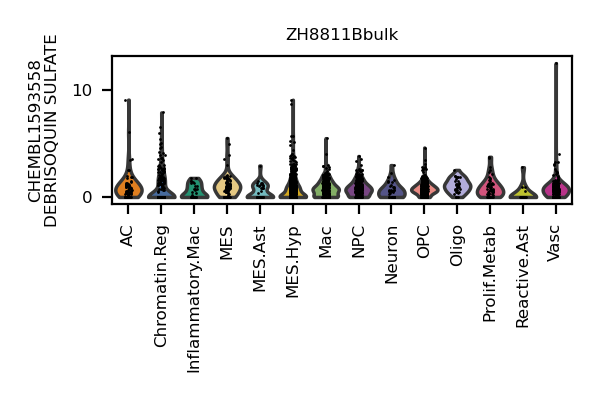 ZH8811Bbulk
CHEMBL1593558
DEBRISOQUIN SULFATE
10
0
AC
Chromatin.Reg
Inflammatory.Mac
MES
MES.Ast
MES.Hyp
Mac
NPC
Neuron
OPC
Oligo
Prolif.Metab
Reactive.Ast
Vasc